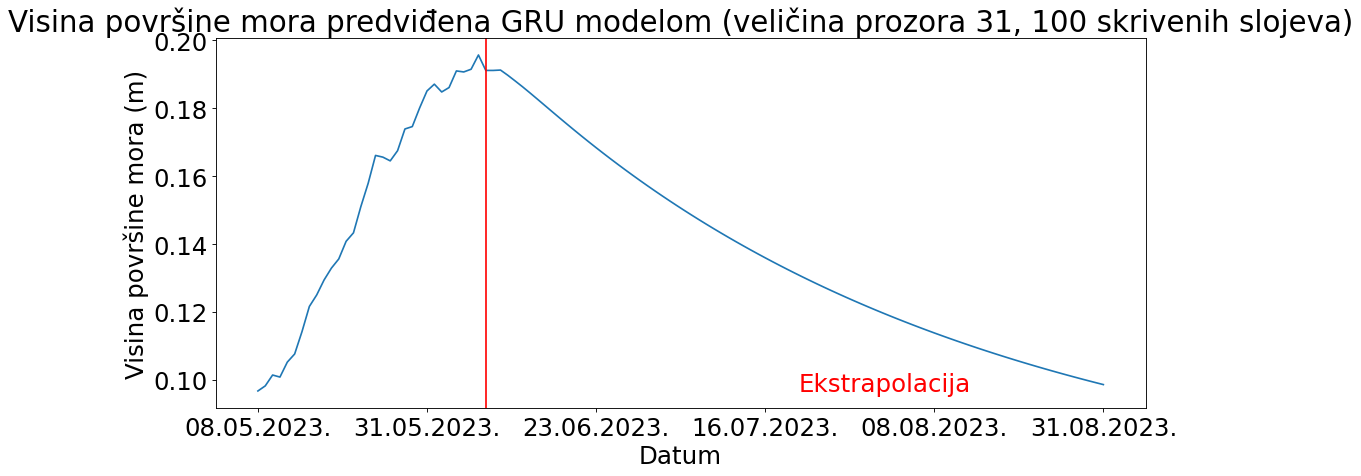 Visina površine mora predviđena GRU modelom (veličina prozora 31, 100 skrivenih slojeva)
Visina površine mora (m)
0.20
0.18
0.16
0.14
0.12
0.10
Ekstrapolacija
08.05.2023. 31.05.2023. 23.06.2023. 16.07.2023. 08.08.2023. 31.08.2023.
Datum